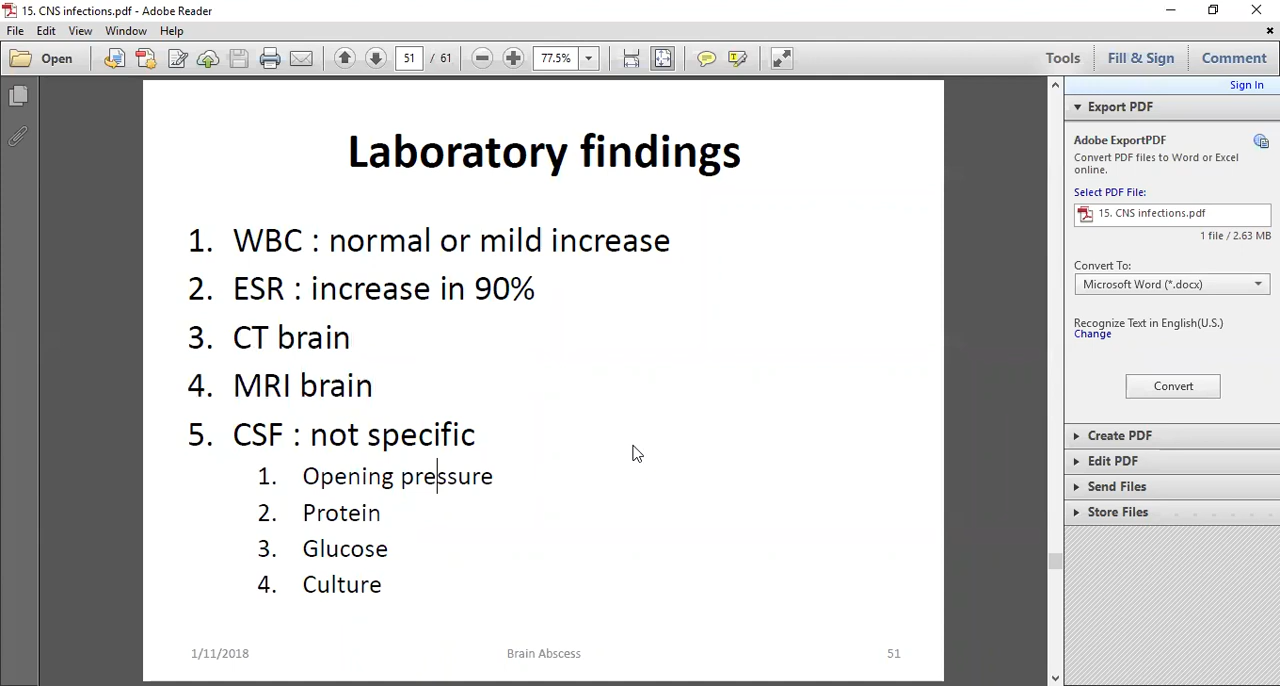 15. CNS infections.pdf - Adobe Reader
File Edit View Window Help
Open 51 / 61 77.5% Tools Fill & Sign Comment
Sign In
Export PDF
Adobe ExportPDF
Convert PDF files to Word or Excel
online.
Select PDF File:
15. CNS infections.pdf
1 file / 2.63 MB
Convert To:
Microsoft Word (*.docx)
Recognize Text in English(U.S.)
Change
Convert
Create PDF
Edit PDF
Send Files
Store Files
Laboratory findings
1. WBC : normal or mild increase
2. ESR : increase in 90%
3. CT brain
4. MRI brain
5. CSF : not specific
1. Opening pressure
2. Protein
3. Glucose
4. Culture
1/11/2018 Brain Abscess 51